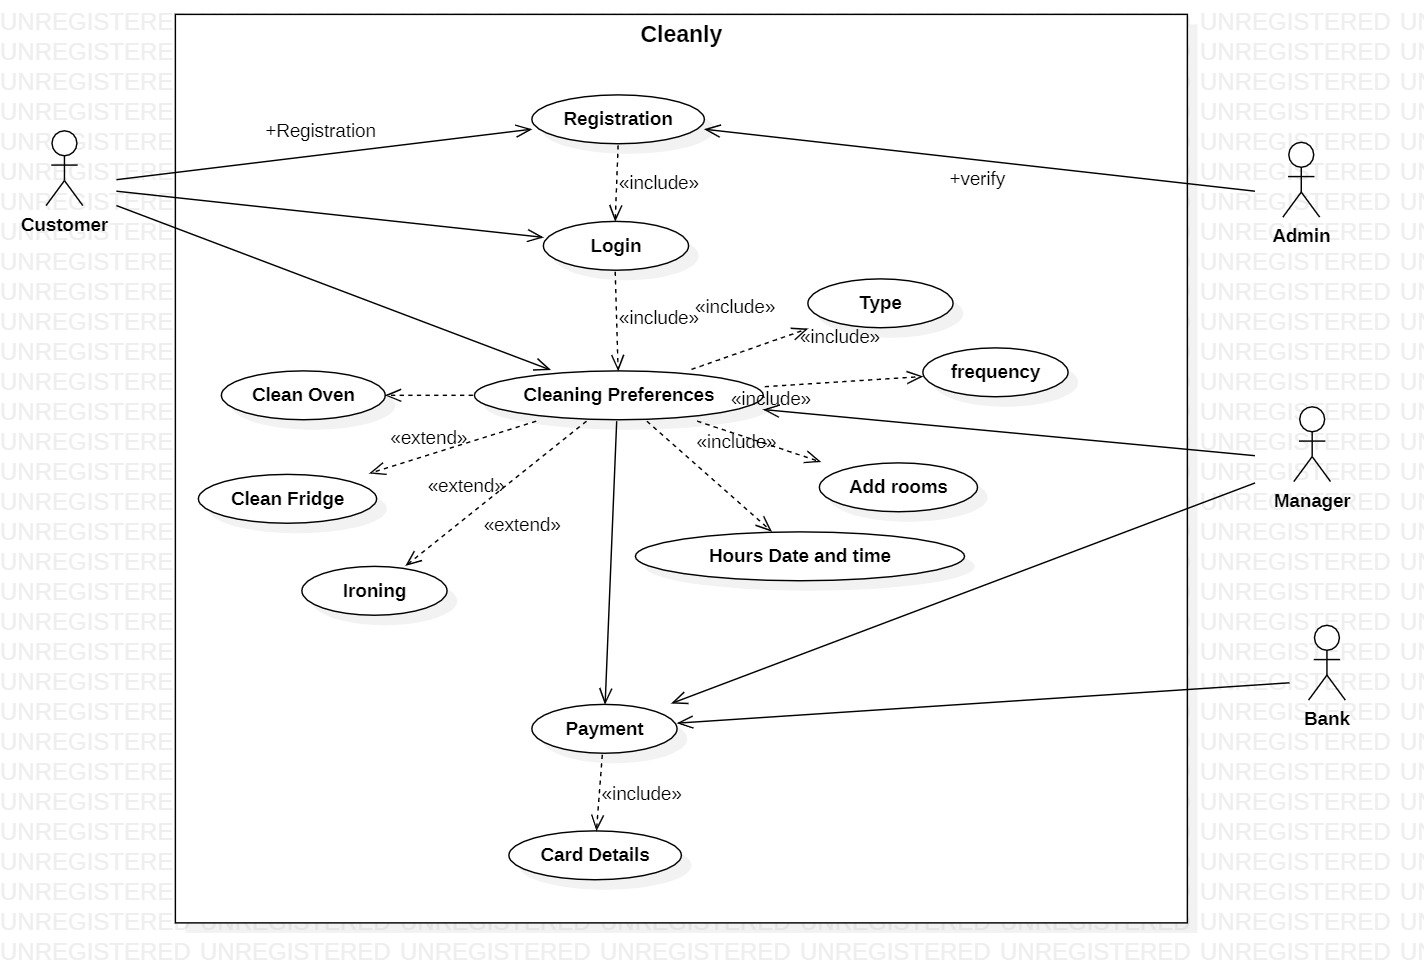 Cleanly
Registration
+Registration
«include»
+verify
Customer
Admin
Login
Type
«include»
«include»
«include»
frequency
Clean Oven
Cleaning Preferences
«include»
«extend»
«include»
Clean Fridge
«extend»
Add rooms
Manager
«extend»
Hours Date and time
Ironing
Payment
Bank
«include»
Card Details
UNREGISTERED UNREGISTERED UNREGISTERED UNREGISTERED UNREGISTERED UNREGISTERED UNREGISTERED UN